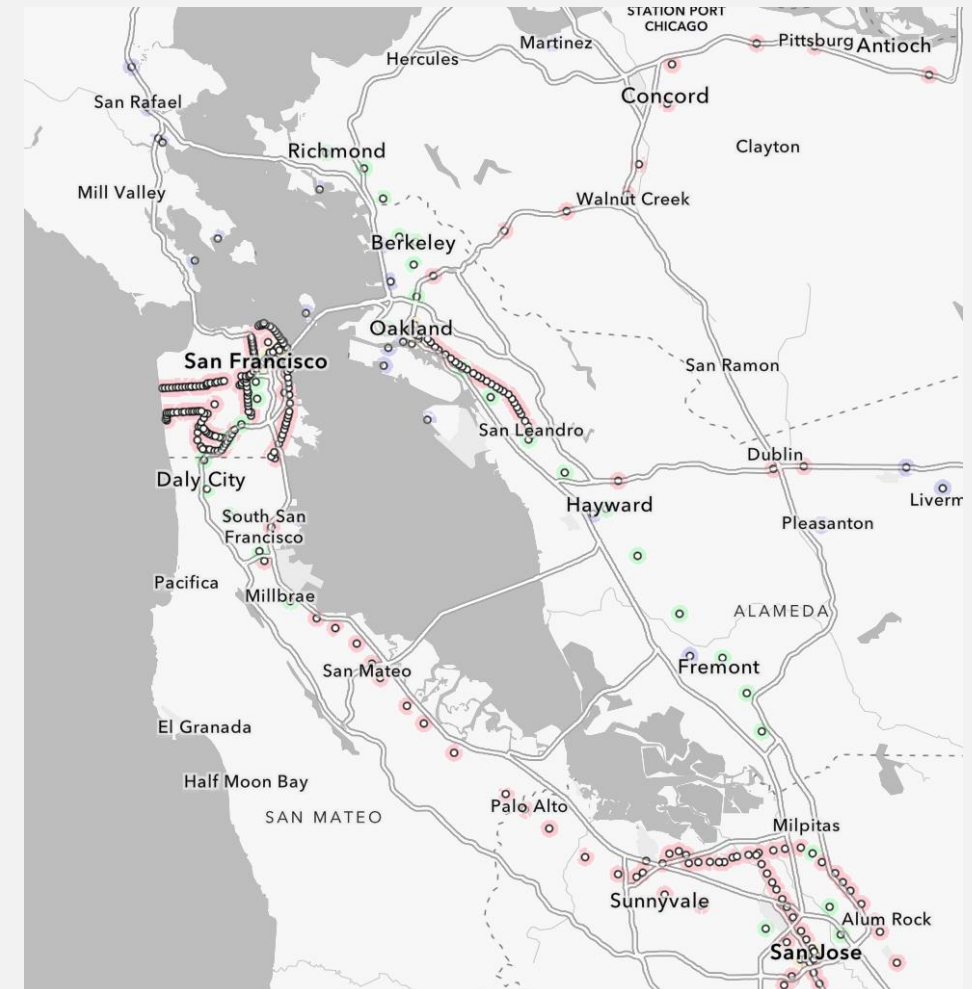 STATION PORT
CHICAGO
Martinez
Pittsburg
Antioch
Hercules
Concord
San Rafael
Richmond
Clayton
Mill Valley
Walnut Creek
Berkeley
Oakland
San Francisco
San Ramon
San Leandro
Dublin
Daly City
Hayward
Liverm
South San
Francisco
Pleasanton
Pacifica
Millbrae
ALAMEDA
San Mateo
Fremont
El Granada
Half Moon Bay
SAN MATEO
Palo Alto
Milpitas
Sunnyvale
Alum Rock
San Jose